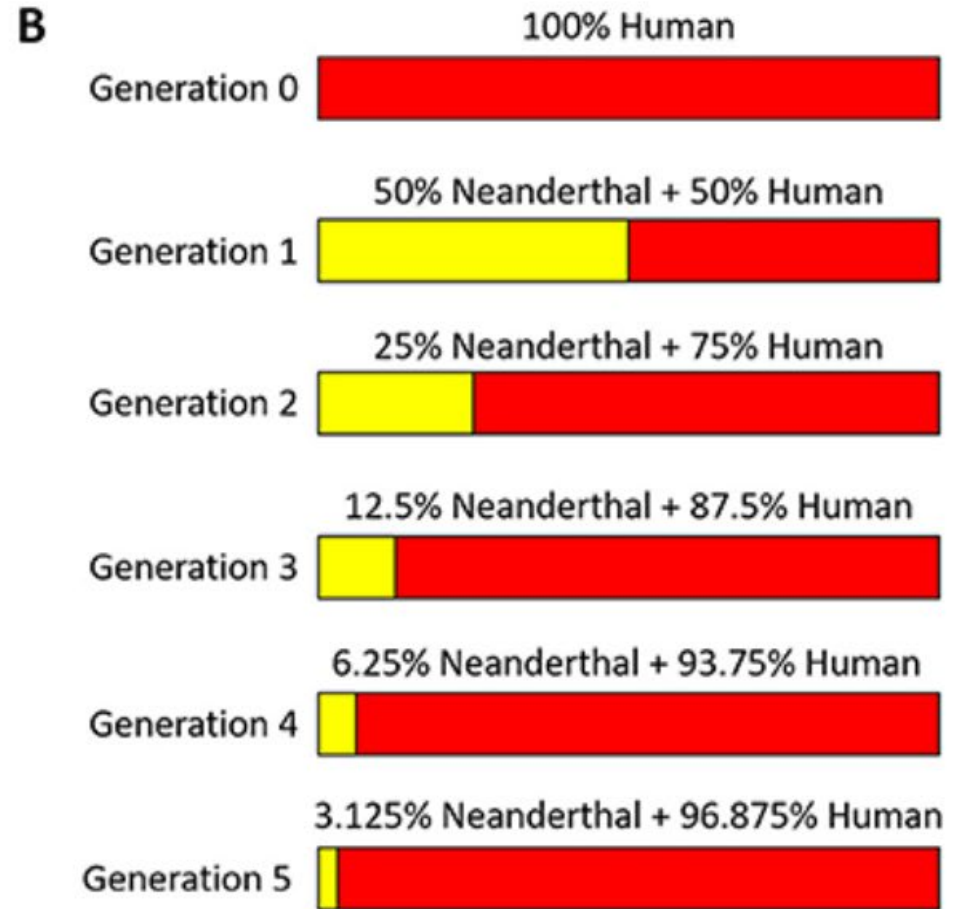 B
100% Human
Generation 0
50% Neanderthal + 50% Human
Generation 1
25% Neanderthal + 75% Human
Generation 2
12.5% Neanderthal + 87.5% Human
Generation 3
6.25% Neanderthal + 93.75% Human
Generation 4
3.125% Neanderthal + 96.875% Human
Generation 5